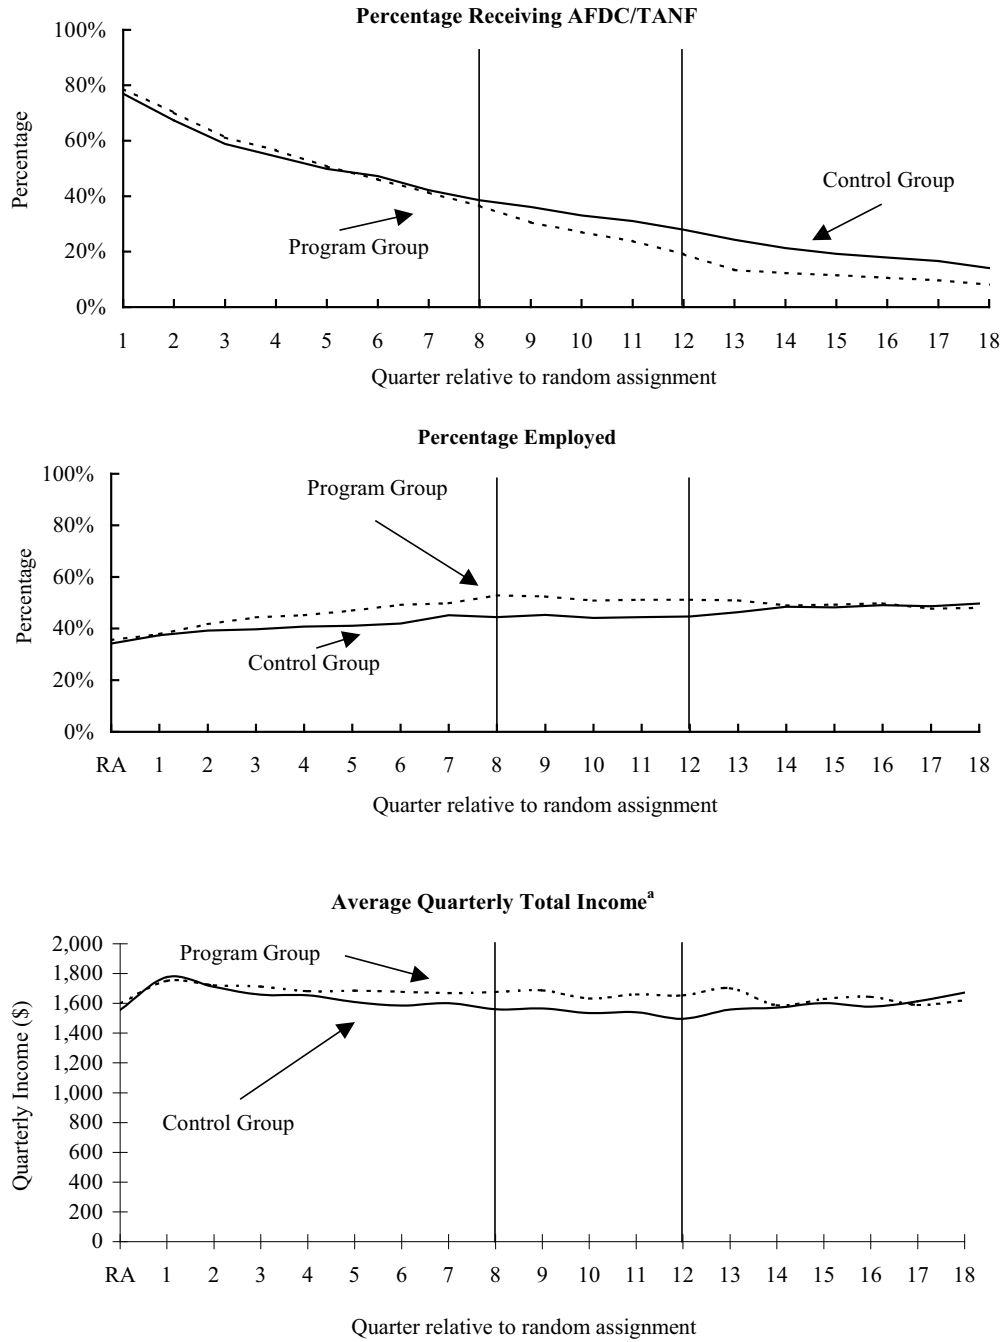 Percentage Receiving AFDC/TANF
100%
80%
60%
40%
20%
0%
Percentage
Control Group
Program Group
1 2 3 4 5 6 7 8 9 10 11 12 13 14 15 16 17 18
Quarter relative to random assignment
Percentage Employed
100%
80%
60%
40%
20%
0%
Percentage
Program Group
Control Group
RA 1 2 3 4 5 6 7 8 9 10 11 12 13 14 15 16 17 18
Quarter relative to random assignment
Average Quarterly Total Incomeᵃ
2,000
1,800
1,600
1,400
1,200
1,000
800
600
400
200
0
Quarterly Income ($)
Program Group
Control Group
RA 1 2 3 4 5 6 7 8 9 10 11 12 13 14 15 16 17 18
Quarter relative to random assignment